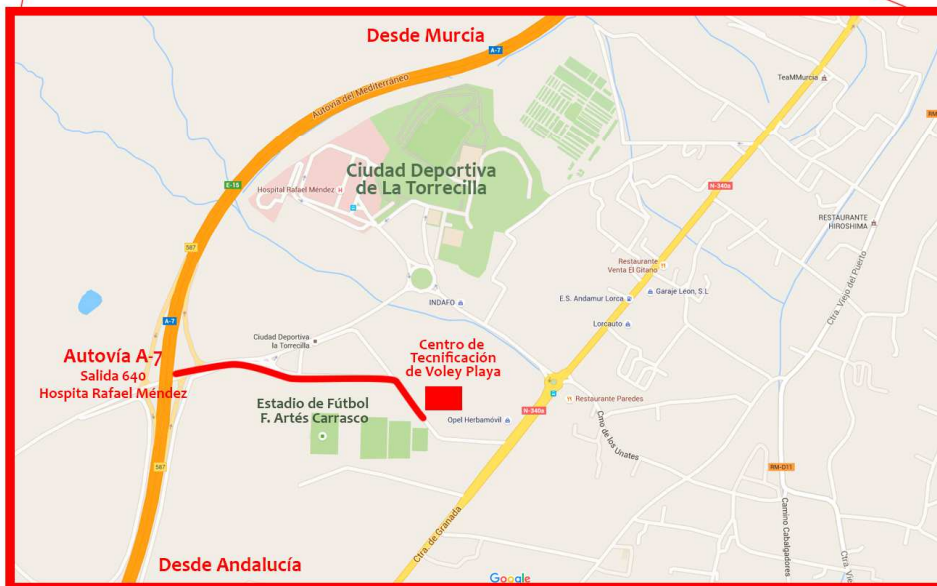 Desde Murcia
A-7
Autovía del Mediterráneo
TeaMMurcia
RM-
E-15
Hospital Rafael Méndez
H
Ciudad Deportiva
de La Torrecilla
N-340a
RESTAURANTE
HIROSHIMA
587
Restaurante
Venta El Gitano
Ctra. Viejo del Puerto
INDAFO
E.S. Andamur Lorca
Garaje León, S.L
A-7
Lorcauto
Ciudad Deportiva
la Torrecilla
Centro de
Tecnificación
de Voley Playa
Autovía A-7
Salida 640
Hospita Rafael Méndez
Estadio de Fútbol
F. Artés Carrasco
Restaurante Paredes
N-340a
Opel Herbamóvil
Cmo de los Uriates
587
RM-D11
Camino Cabalgadores
Ctra. de Granada
Ctra. Vie
Desde Andalucía
Google